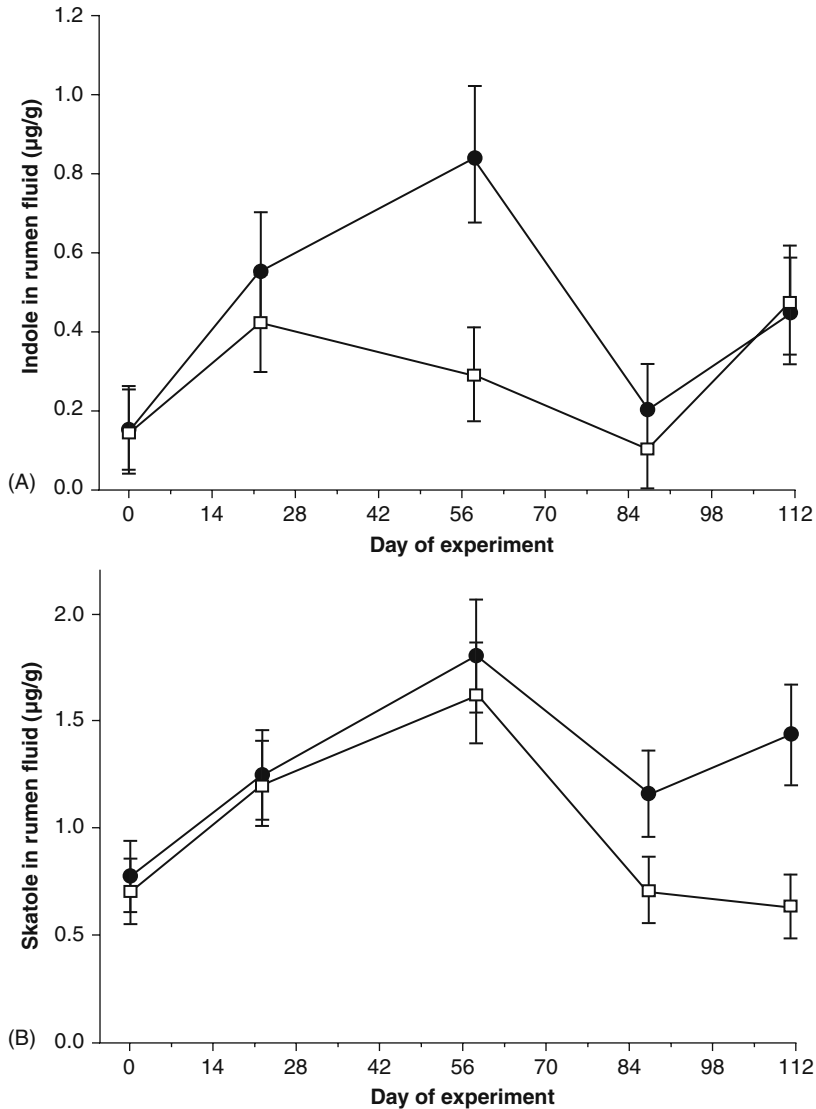 1.2
1.0
0.8
0.6
0.4
0.2
0.0
Indole in rumen fluid (µg/g)
(A)
0 14 28 42 56 70 84 98 112
Day of experiment
2.0
1.5
1.0
0.5
0.0
Skatole in rumen fluid (µg/g)
(B)
0 14 28 42 56 70 84 98 112
Day of experiment